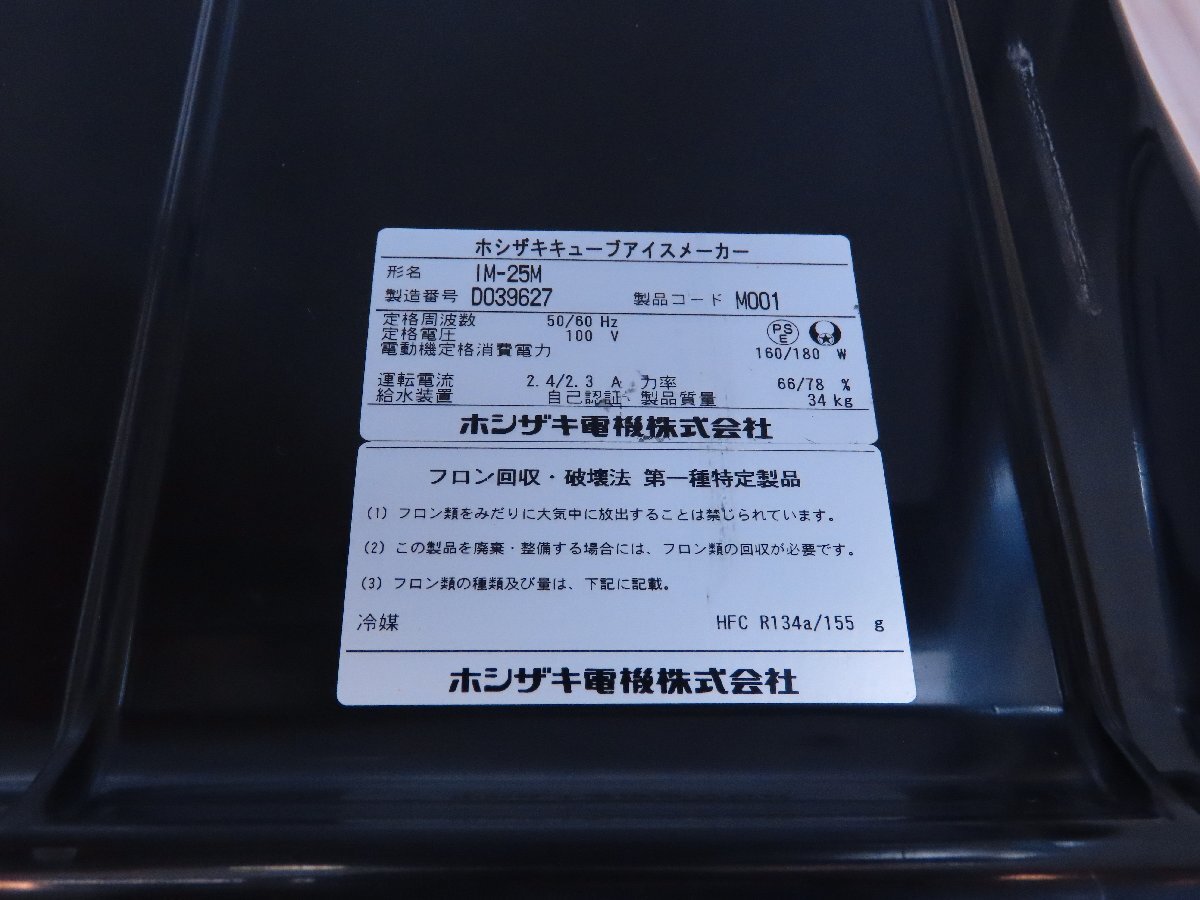 ホシザキキューブアイスメーカー
形名 IM-25M
製造番号 D039627 製品コード M001
定格周波数 50/60 Hz
定格電圧 100 V
PS E
電動機定格消費電力 160/180 W
運転電流 2.4/2.3 A 力率 66/78 %
給水装置 自己認証 製品質量 34 kg
ホシザキ電機株式会社
フロン回収・破壊法 第一種特定製品
(1) フロン類をみだりに大気中に放出することは禁じられています。
(2) この製品を廃棄・整備する場合には、フロン類の回収が必要です。
(3) フロン類の種類及び量は、下記に記載。
冷媒 HFC R134a/155 g
ホシザキ電機株式会社